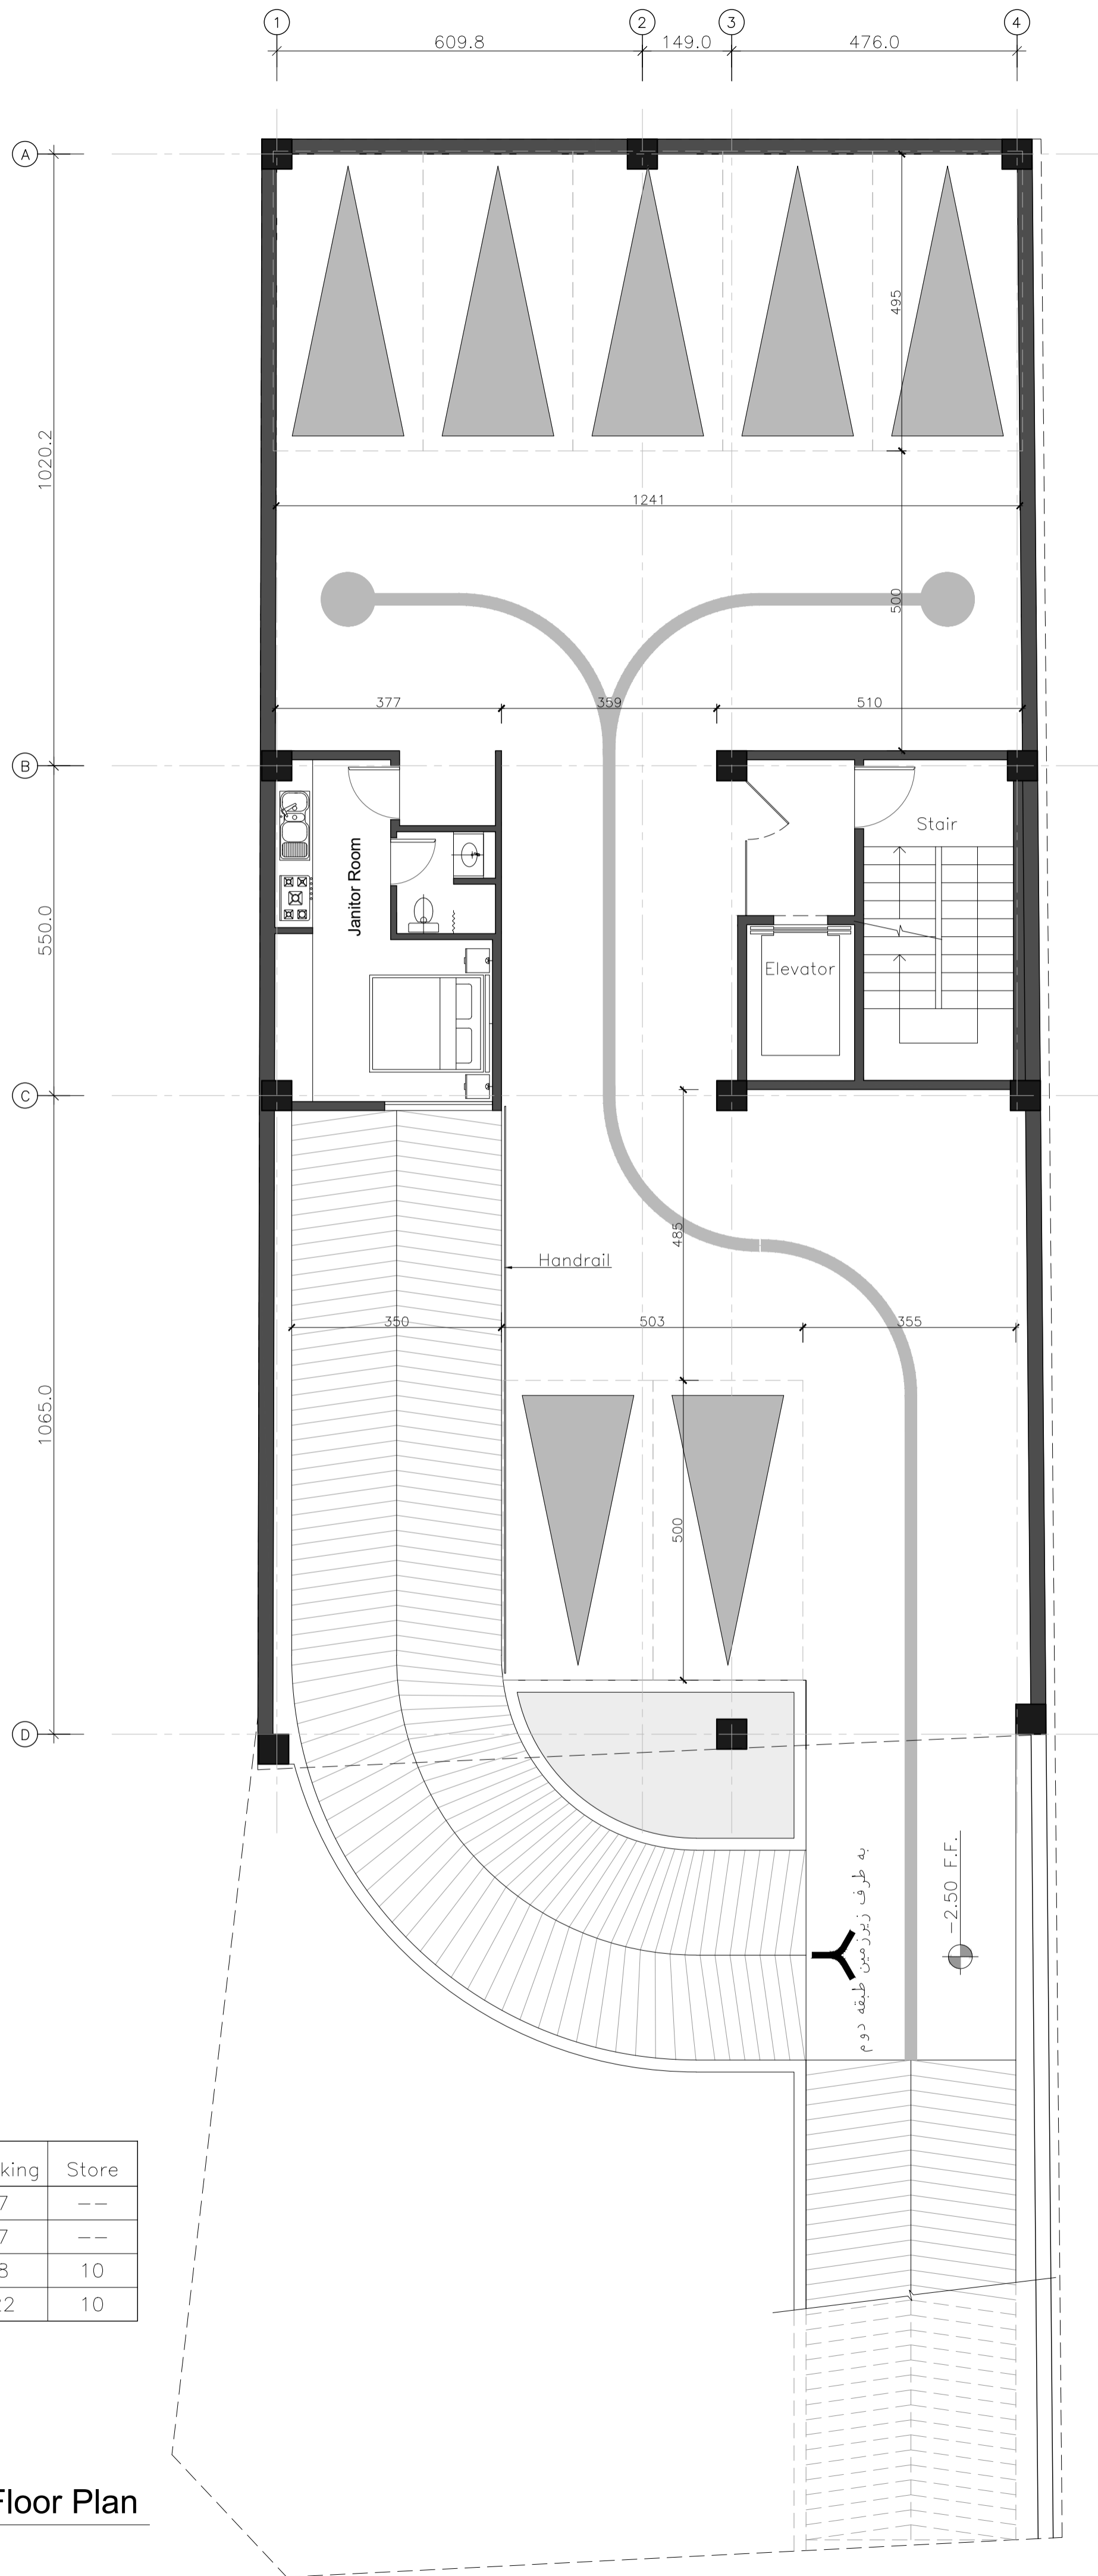 1 2 3 4
609.8 149.0 476.0
A
495
1020.2
1241
500
377 359 510
B
Stair
Janitor Room
550.0
Elevator
C
485
Handrail
350 503 355
1065.0
500
D
-2.50 F.F.
به طرف زیرزمین طبقه دوم
king Store
7 --
7 --
8 10
22 10
Floor Plan